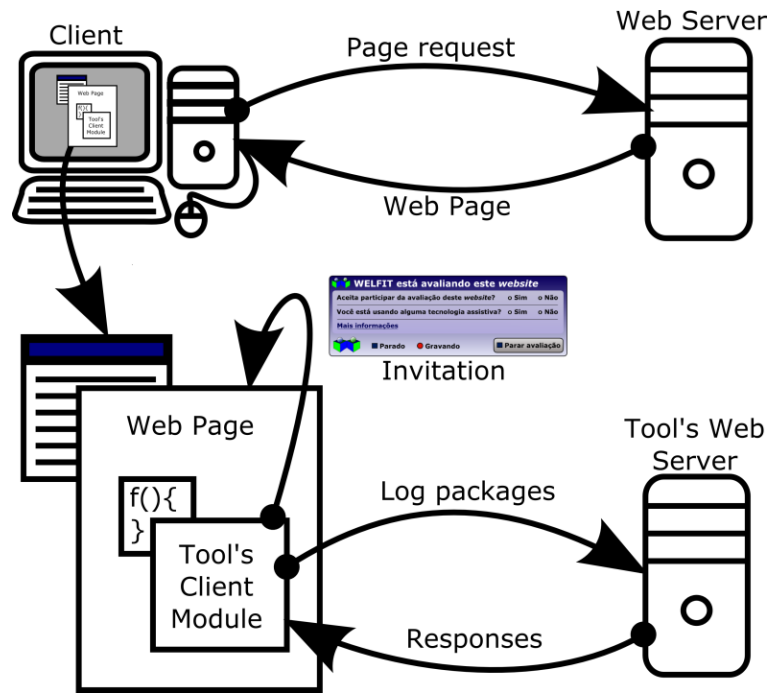 Client
Web Server
Page request
Web Page
f(){
}
Tool's
Client
Module
Web Page
WELFIT está avaliando este website
Aceita participar da avaliação deste website? o Sim o Não
Você está usando alguma tecnologia assistiva? o Sim o Não
Mais informações
Parado Gravando Parar avaliação
Invitation
Web Page
f(){
}
Tool's
Client
Module
Tool's Web
Server
Log packages
Responses